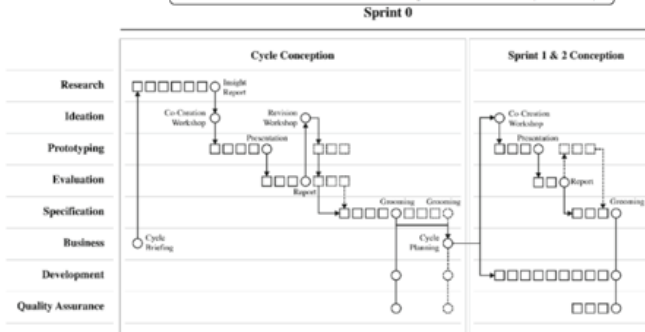 Sprint 0
Cycle Conception
Sprint 1 & 2 Conception
Research
Insight
Report
Ideation
Co-Creation
Workshop
Revision
Workshop
Co-Creation
Workshop
Prototyping
Presentation
Presentation
Evaluation
Report
Report
Specification
Grooming
Grooming
Grooming
Business
Cycle
Briefing
Cycle
Planning
Development
Quality Assurance